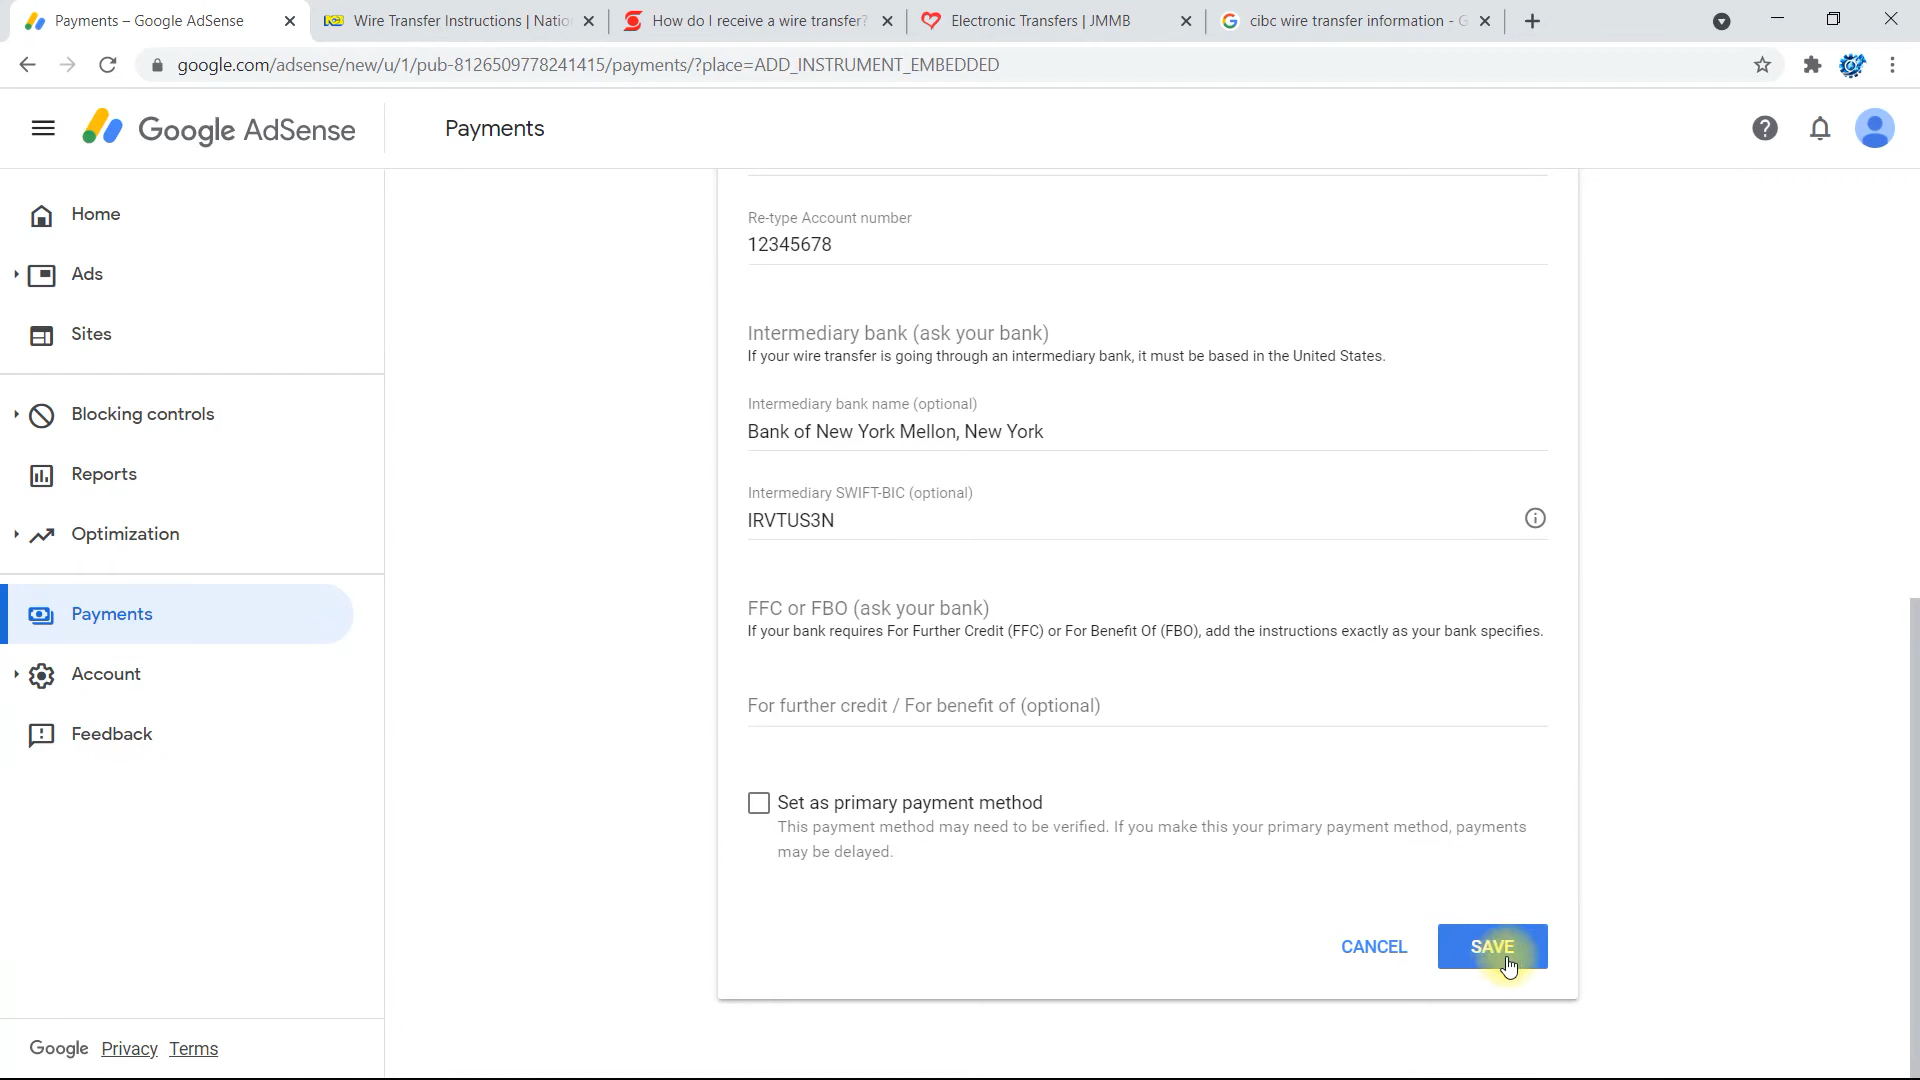 Payments – Google AdSense
Wire Transfer Instructions | Natio
How do I receive a wire transfer?
Electronic Transfers | JMMB
cibc wire transfer information - G
google.com/adsense/new/u/1/pub-8126509778241415/payments/?place=ADD_INSTRUMENT_EMBEDDED
Google AdSense
Payments
Home
Ads
Sites
Blocking controls
Reports
Optimization
Payments
Account
Feedback
Google Privacy Terms
Re-type Account number
12345678
Intermediary bank (ask your bank)
If your wire transfer is going through an intermediary bank, it must be based in the United States.
Intermediary bank name (optional)
Bank of New York Mellon, New York
Intermediary SWIFT-BIC (optional)
IRVTUS3N
FFC or FBO (ask your bank)
If your bank requires For Further Credit (FFC) or For Benefit Of (FBO), add the instructions exactly as your bank specifies.
For further credit / For benefit of (optional)
Set as primary payment method
This payment method may need to be verified. If you make this your primary payment method, payments
may be delayed.
CANCEL
SAVE